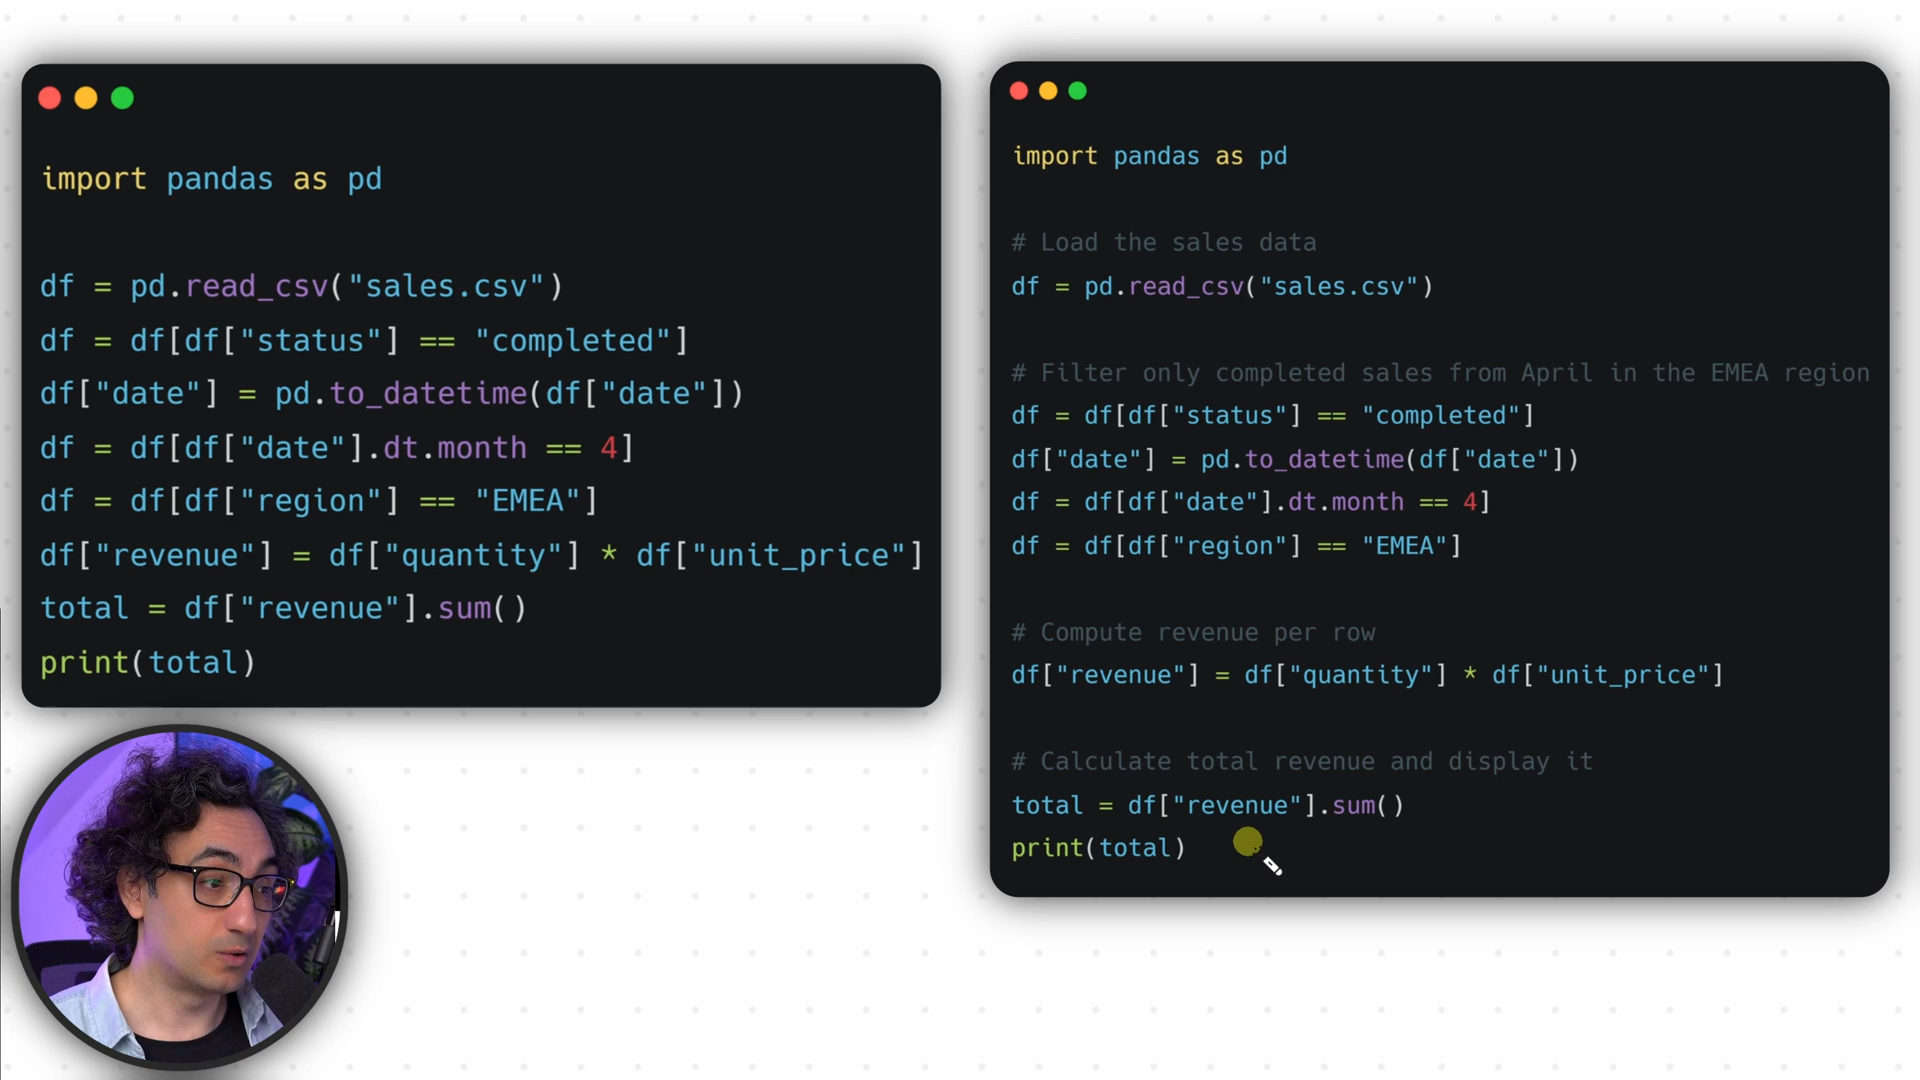 import pandas as pd
df = pd.read_csv("sales.csv")
df = df[df["status"] == "completed"]
df["date"] = pd.to_datetime(df["date"])
df = df[df["date"].dt.month == 4]
df = df[df["region"] == "EMEA"]
df["revenue"] = df["quantity"] * df["unit_price"]
total = df["revenue"].sum()
print(total)
import pandas as pd
# Load the sales data
df = pd.read_csv("sales.csv")
# Filter only completed sales from April in the EMEA region
df = df[df["status"] == "completed"]
df["date"] = pd.to_datetime(df["date"])
df = df[df["date"].dt.month == 4]
df = df[df["region"] == "EMEA"]
# Compute revenue per row
df["revenue"] = df["quantity"] * df["unit_price"]
# Calculate total revenue and display it
total = df["revenue"].sum()
print(total)